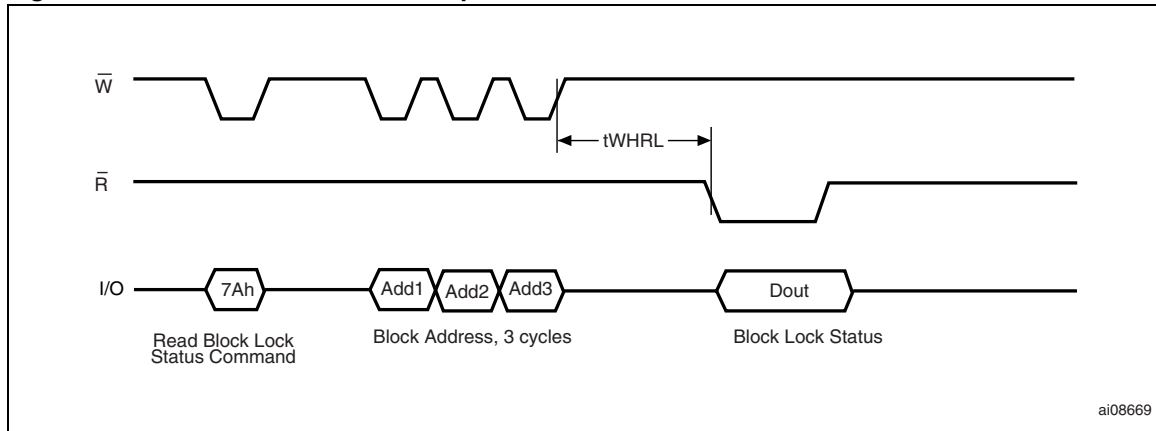 W̅
tWHRL
R̅
I/O
7Ah
Add1 Add2 Add3
Dout
Read Block Lock
Status Command
Block Address, 3 cycles
Block Lock Status
ai08669